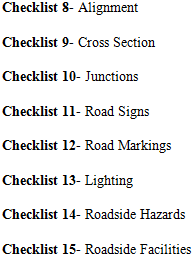 Checklist 8- Alignment
Checklist 9- Cross Section
Checklist 10- Junctions
Checklist 11- Road Signs
Checklist 12- Road Markings
Checklist 13- Lighting
Checklist 14- Roadside Hazards
Checklist 15- Roadside Facilities